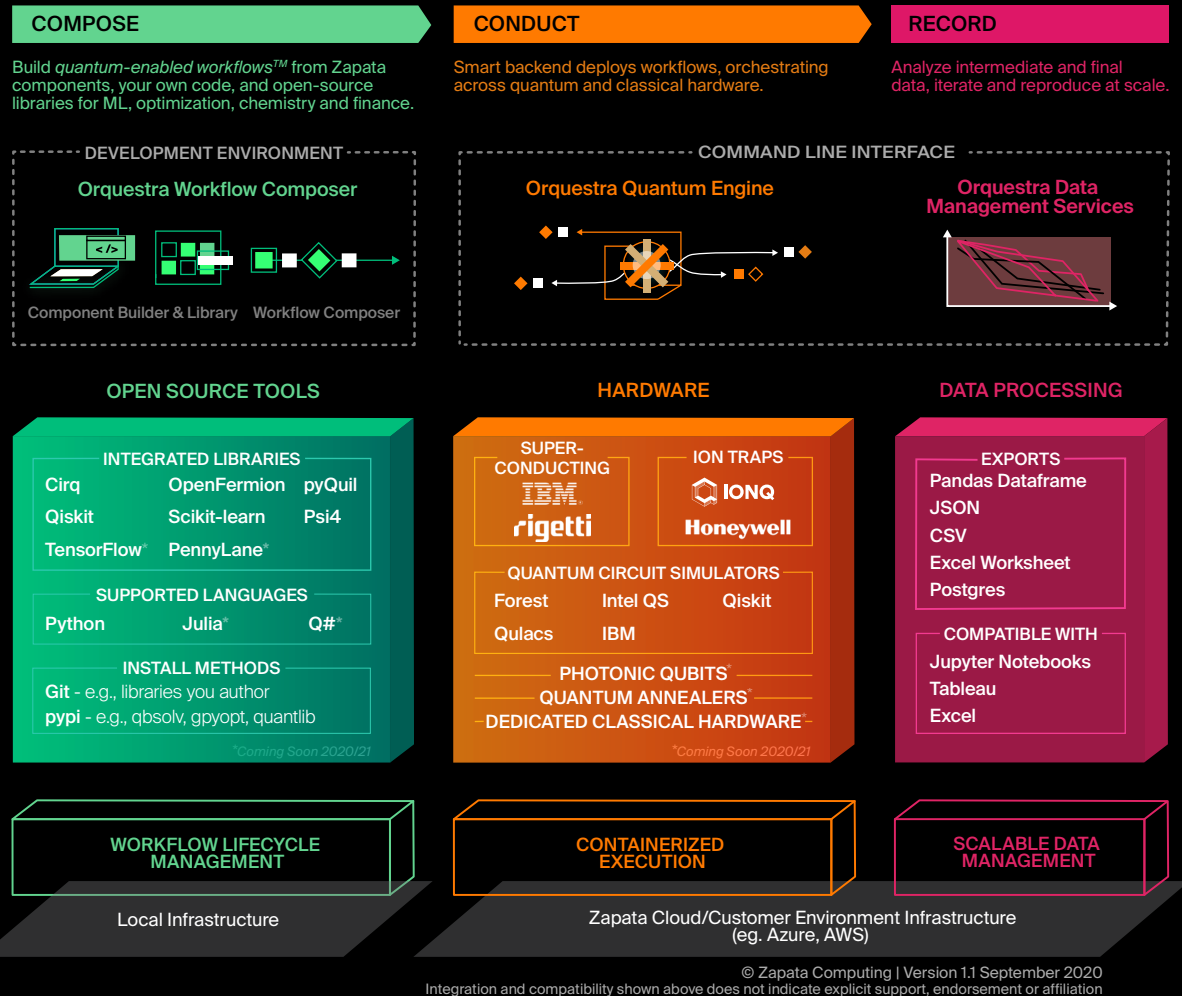 COMPOSE
Build quantum-enabled workflows™ from Zapata
components, your own code, and open-source
libraries for ML, optimization, chemistry and finance.
CONDUCT
Smart backend deploys workflows, orchestrating
across quantum and classical hardware.
RECORD
Analyze intermediate and final
data, iterate and reproduce at scale.
DEVELOPMENT ENVIRONMENT
Orquestra Workflow Composer
</>
Component Builder & Library
Workflow Composer
COMMAND LINE INTERFACE
Orquestra Quantum Engine
Orquestra Data
Management Services
OPEN SOURCE TOOLS
INTEGRATED LIBRARIES
Cirq OpenFermion pyQuil
Qiskit Scikit-learn Psi4
TensorFlow* PennyLane*
SUPPORTED LANGUAGES
Python Julia* Q#*
INSTALL METHODS
Git - e.g., libraries you author
pypi - e.g., qbsolv, gpyopt, quantlib
*Coming Soon 2020/21
HARDWARE
SUPER-
CONDUCTING
IBM®
rigetti
ION TRAPS
IONQ
Honeywell
QUANTUM CIRCUIT SIMULATORS
Forest Intel QS Qiskit
Qulacs IBM
PHOTONIC QUBITS*
QUANTUM ANNEALERS*
DEDICATED CLASSICAL HARDWARE*
*Coming Soon 2020/21
DATA PROCESSING
EXPORTS
Pandas Dataframe
JSON
CSV
Excel Worksheet
Postgres
COMPATIBLE WITH
Jupyter Notebooks
Tableau
Excel
WORKFLOW LIFECYCLE
MANAGEMENT
CONTAINERIZED
EXECUTION
SCALABLE DATA
MANAGEMENT
Local Infrastructure
Zapata Cloud/Customer Environment Infrastructure
(eg. Azure, AWS)
© Zapata Computing | Version 1.1 September 2020
Integration and compatibility shown above does not indicate explicit support, endorsement or affiliation